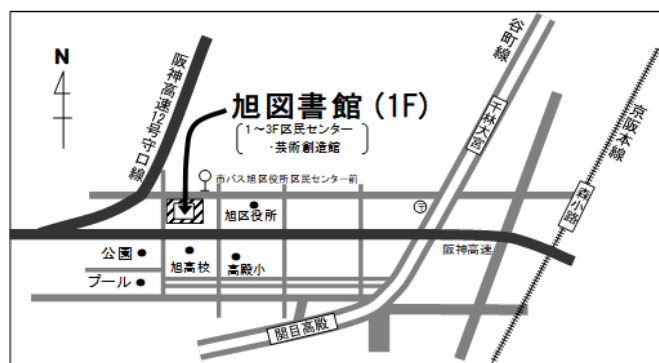 N
阪神高速12号守口線
旭図書館(1F)
1～3F区民センター
・芸術創造館
市バス旭区役所区民センター前
谷町線
千林大宮
京阪本線
森小路
旭区役所
〒
公園
プール
旭高校
高殿小
阪神高速
関目高殿